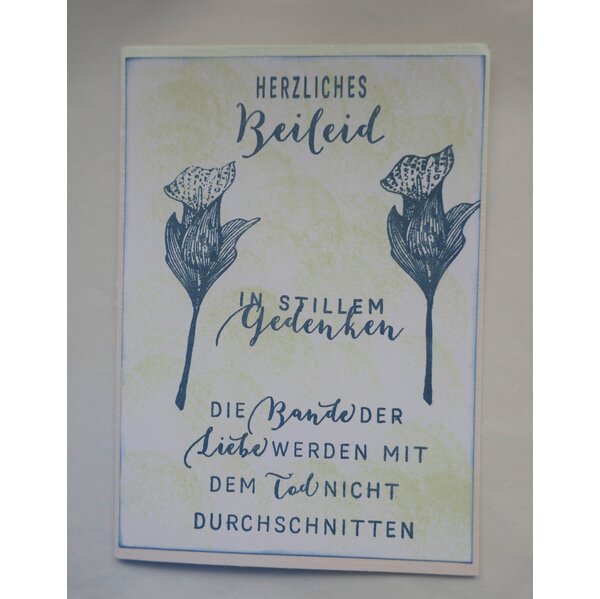 HERZLICHES
Beileid
IN STILLEM
Gedenken
DIE Bande DER
Liebe WERDEN MIT
DEM Tod NICHT
DURCHSCHNITTEN